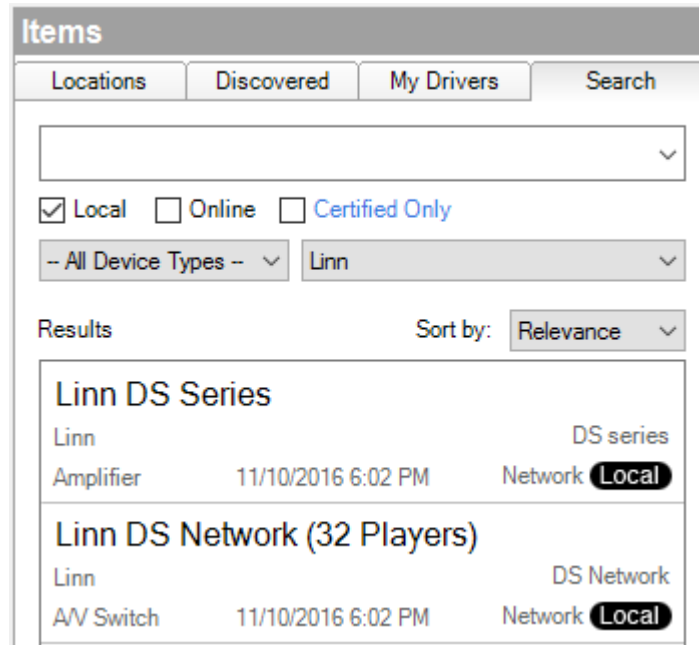 Items
Locations Discovered My Drivers Search
Local Online Certified Only
-- All Device Types -- Linn
Results Sort by: Relevance
Linn DS Series
Linn DS series
Amplifier 11/10/2016 6:02 PM Network Local
Linn DS Network (32 Players)
Linn DS Network
A/V Switch 11/10/2016 6:02 PM Network Local